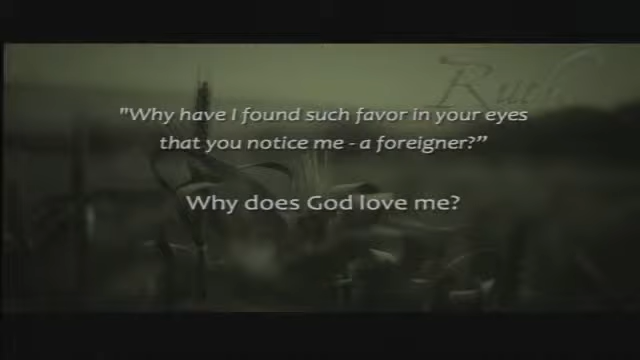 Ruth
"Why have I found such favor in your eyes
that you notice me - a foreigner?”
Why does God love me?